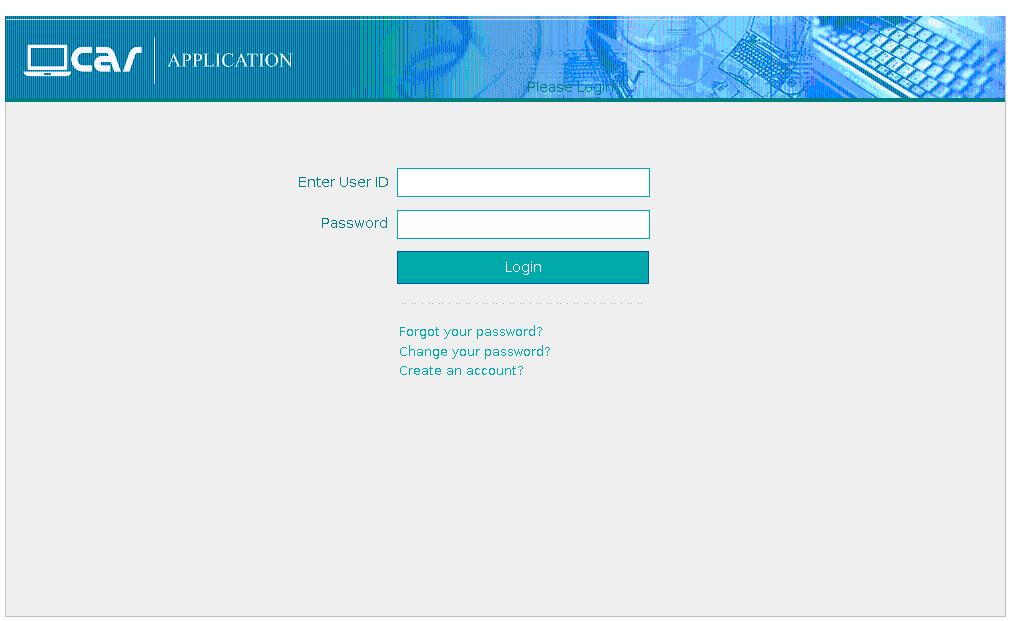 car APPLICATION
Please Login
Enter User ID
Password
Login
Forgot your password?
Change your password?
Create an account?